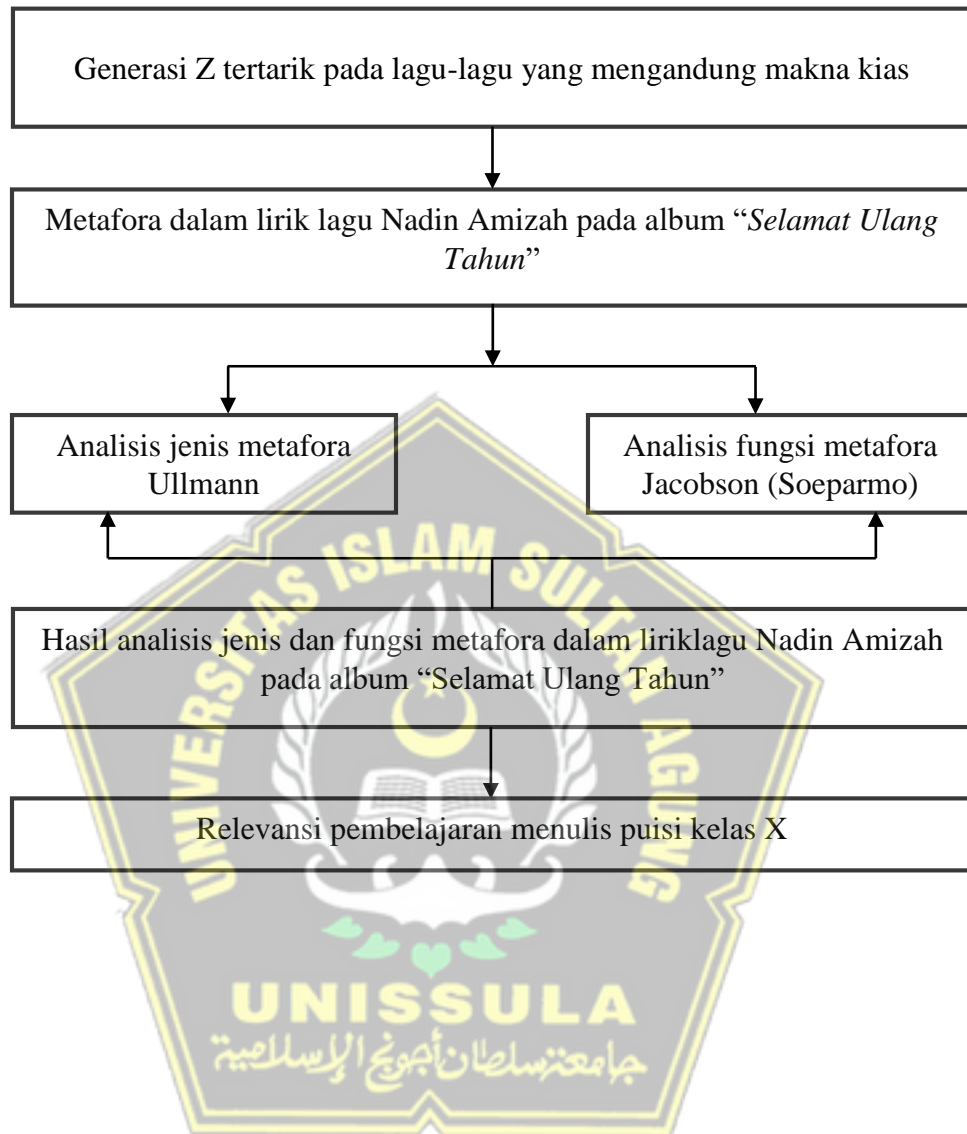 Generasi Z tertarik pada lagu-lagu yang mengandung makna kias
Metafora dalam lirik lagu Nadin Amizah pada album “Selamat Ulang
Tahun”
Analisis jenis metafora
Ullmann
Analisis fungsi metafora
Jacobson (Soeparmo)
Hasil analisis jenis dan fungsi metafora dalam liriklagu Nadin Amizah
pada album “Selamat Ulang Tahun”
Relevansi pembelajaran menulis puisi kelas X
UNIVERSITAS ISLAM SULTAN AGUNG
UNISSULA
جامعة سلطان أجونج الإسلامية